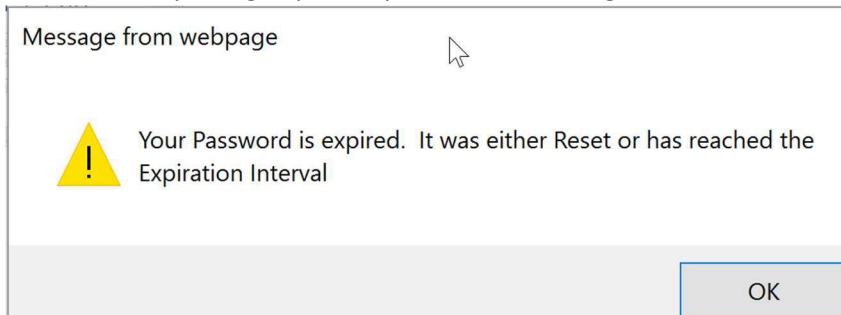 Message from webpage
Your Password is expired.  It was either Reset or has reached the
Expiration Interval
OK